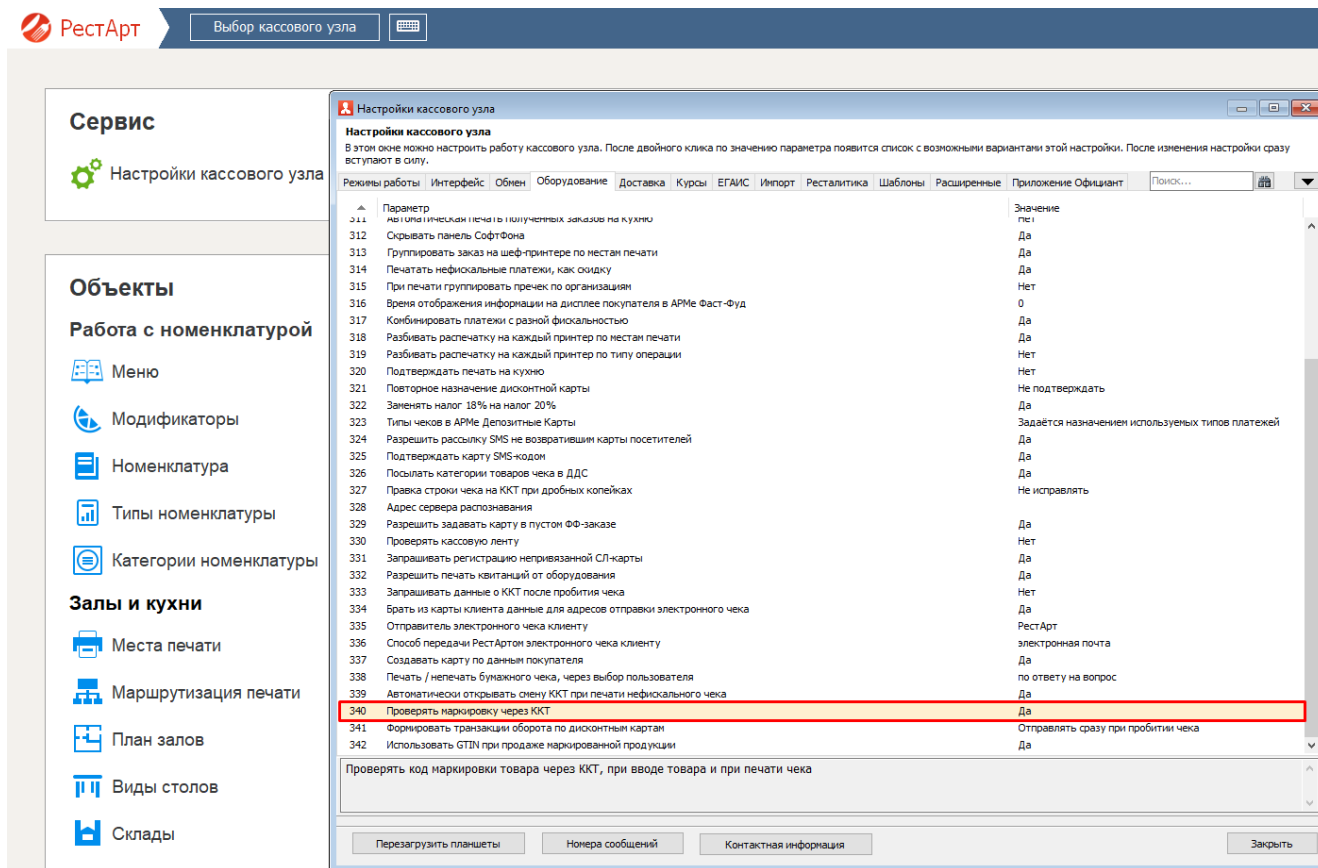 РестАрт
Выбор кассового узла
Сервис
Настройки кассового узла
Объекты
Работа с номенклатурой
Меню
Модификаторы
Номенклатура
Типы номенклатуры
Категории номенклатуры
Залы и кухни
Места печати
Маршрутизация печати
План залов
Виды столов
Склады
Настройки кассового узла
Настройки кассового узла
В этом окне можно настроить работу кассового узла. После двойного клика по значению параметра появится список с возможными вариантами этой настройки. После изменения настройки сразу
вступают в силу.
Режимы работы Интерфейс Обмен Оборудование Доставка Курсы ЕГАИС Импорт Ресталитика Шаблоны Расширенные Приложение Официант Поиск...
Параметр Значение
311 Автоматическая печать полученных заказов на кухню Нет
312 Скрывать панель СофтФона Да
313 Группировать заказ на шеф-принтере по местам печати Да
314 Печатать нефискальные платежи, как скидку Да
315 При печати группировать пречек по организациям Нет
316 Время отображения информации на дисплее покупателя в АРМе Фаст-Фуд 0
317 Комбинировать платежи с разной фискальностью Да
318 Разбивать распечатку на каждый принтер по местам печати Да
319 Разбивать распечатку на каждый принтер по типу операции Нет
320 Подтверждать печать на кухню Нет
321 Повторное назначение дисконтной карты Не подтверждать
322 Заменять налог 18% на налог 20% Да
323 Типы чеков в АРМе Депозитные Карты Задаётся назначением используемых типов платежей
324 Разрешить рассылку SMS не возвратившим карты посетителей Да
325 Подтверждать карту SMS-кодом Да
326 Посылать категории товаров чека в ДДС Да
327 Правка строки чека на ККТ при дробных копейках Не исправлять
328 Адрес сервера распознавания
329 Разрешить задавать карту в пустом ФФ-заказе Да
330 Проверять кассовую ленту Нет
331 Запрашивать регистрацию непривязанной СЛ-карты Да
332 Разрешить печать квитанций от оборудования Да
333 Запрашивать данные о ККТ после пробития чека Нет
334 Брать из карты клиента данные для адресов отправки электронного чека Да
335 Отправитель электронного чека клиенту РестАрт
336 Способ передачи РестАртом электронного чека клиенту электронная почта
337 Создавать карту по данным покупателя Да
338 Печать / непечать бумажного чека, через выбор пользователя по ответу на вопрос
339 Автоматически открывать смену ККТ при печати нефискального чека Да
340 Проверять маркировку через ККТ Да
341 Формировать транзакции оборота по дисконтным картам Отправлять сразу при пробитии чека
342 Использовать GTIN при продаже маркированной продукции Да
Проверять код маркировки товара через ККТ, при вводе товара и при печати чека
Перезагрузить планшеты Номера сообщений Контактная информация Закрыть